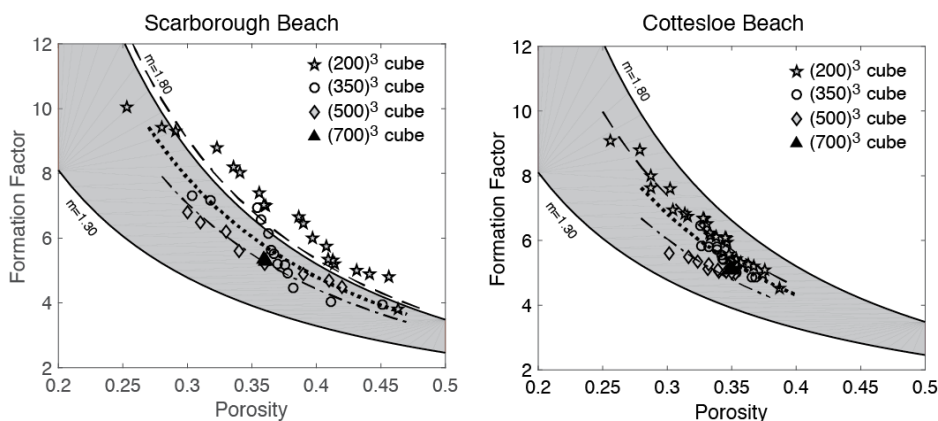 Scarborough Beach
Formation Factor
12
10
8
6
4
2
m=1.80
m=1.30
☆ (200)³ cube
○ (350)³ cube
◇ (500)³ cube
▲ (700)³ cube
0.2 0.25 0.3 0.35 0.4 0.45 0.5
Porosity
Cottesloe Beach
Formation Factor
12
10
8
6
4
2
m=1.80
m=1.30
☆ (200)³ cube
○ (350)³ cube
◇ (500)³ cube
▲ (700)³ cube
0.2 0.25 0.3 0.35 0.4 0.45 0.5
Porosity